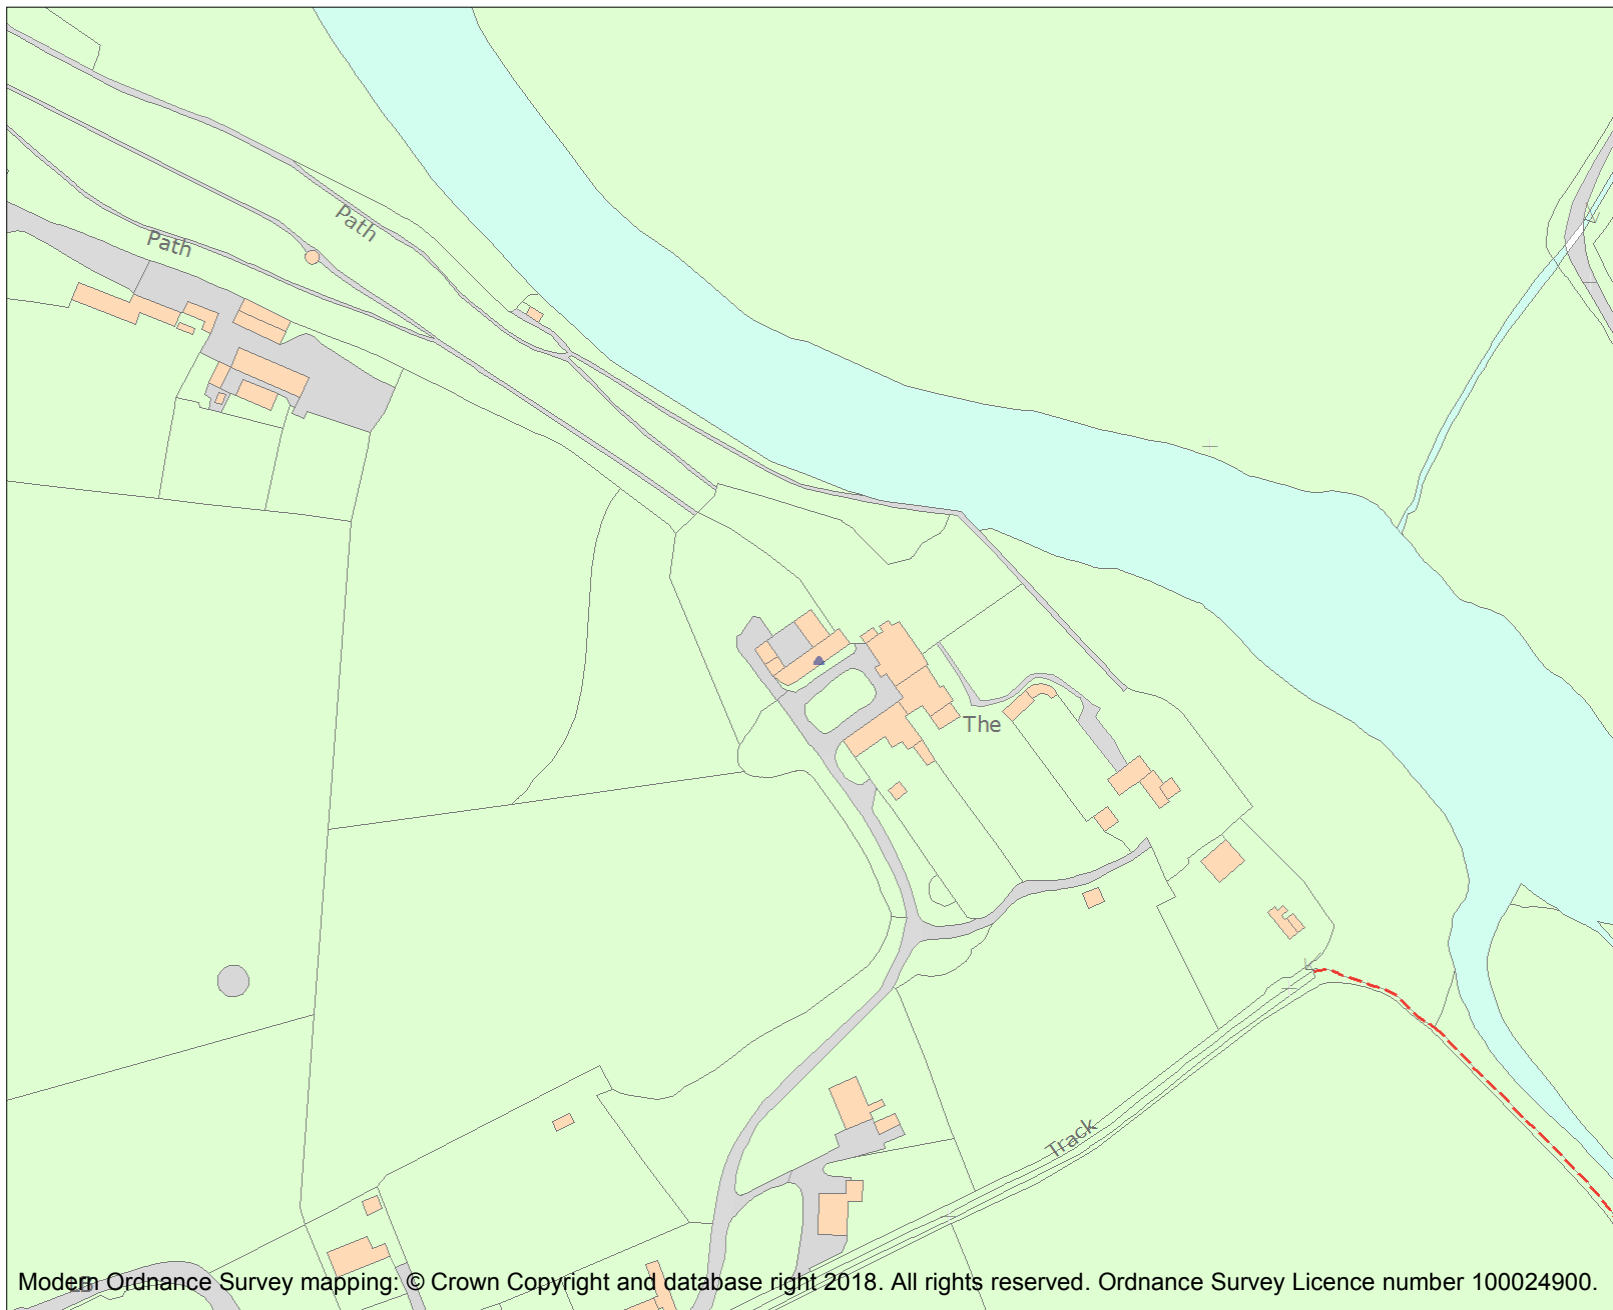 Path
Path
The
Track
Modern Ordnance Survey mapping: © Crown Copyright and database right 2018. All rights reserved. Ordnance Survey Licence number 100024900.